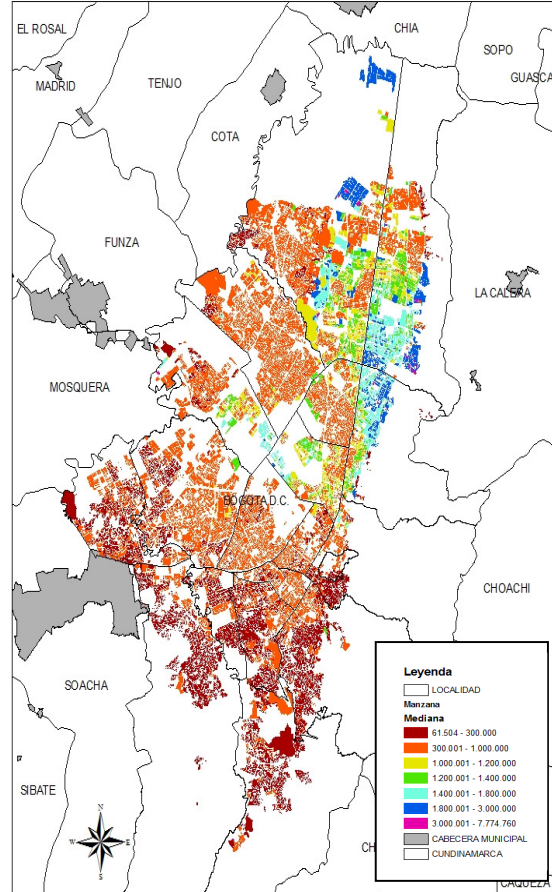 CHIA
EL ROSAL
SOPO
GUASCA
MADRID
TENJO
COTA
FUNZA
LA CALERA
MOSQUERA
BOGOTA D.C.
CHOACHI
SOACHA
SIBATE
N
W
E
S
Leyenda
LOCALIDAD
Manzana
Mediana
61.504 - 300.000
300.001 - 1.000.000
1.000.001 - 1.200.000
1.200.001 - 1.400.000
1.400.001 - 1.800.000
1.800.001 - 3.000.000
3.000.001 - 7.774.760
CABECERA MUNICIPAL
CUNDINAMARCA
CH
CAQUEZA